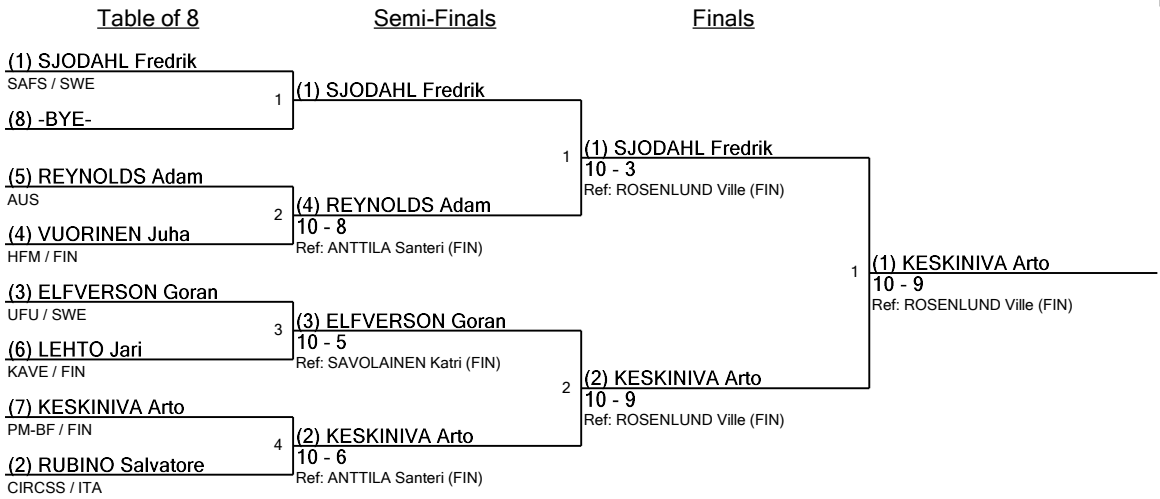 Table of 8
Semi-Finals
Finals
(1) SJODAHL Fredrik
SAFS / SWE
(8) -BYE-
1
(5) REYNOLDS Adam
AUS
(4) VUORINEN Juha
HFM / FIN
2
(3) ELFVERSON Goran
UFU / SWE
(6) LEHTO Jari
KAVE / FIN
3
(7) KESKINIVA Arto
PM-BF / FIN
(2) RUBINO Salvatore
CIRCSS / ITA
4
(1) SJODAHL Fredrik
(4) REYNOLDS Adam
10 - 8
Ref: ANTTILA Santeri (FIN)
1
(3) ELFVERSON Goran
10 - 5
Ref: SAVOLAINEN Katri (FIN)
(2) KESKINIVA Arto
10 - 6
Ref: ANTTILA Santeri (FIN)
2
(1) SJODAHL Fredrik
10 - 3
Ref: ROSENLUND Ville (FIN)
(2) KESKINIVA Arto
10 - 9
Ref: ROSENLUND Ville (FIN)
1
(1) KESKINIVA Arto
10 - 9
Ref: ROSENLUND Ville (FIN)